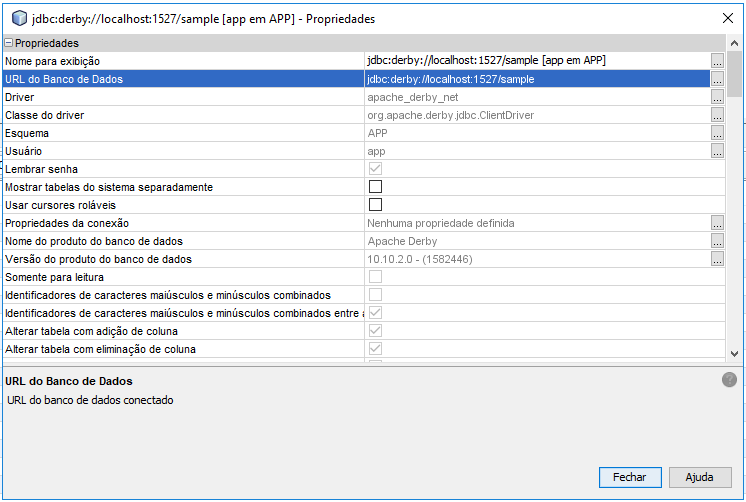 jdbc:derby://localhost:1527/sample [app em APP] - Propriedades
Propriedades
Nome para exibição jdbc:derby://localhost:1527/sample [app em APP] ...
URL do Banco de Dados jdbc:derby://localhost:1527/sample ...
Driver apache_derby_net ...
Classe do driver org.apache.derby.jdbc.ClientDriver ...
Esquema APP ...
Usuário app ...
Lembrar senha
Mostrar tabelas do sistema separadamente
Usar cursores roláveis
Propriedades da conexão Nenhuma propriedade definida ...
Nome do produto do banco de dados Apache Derby ...
Versão do produto do banco de dados 10.10.2.0 - (1582446) ...
Somente para leitura
Identificadores de caracteres maiúsculos e minúsculos combinados
Identificadores de caracteres maiúsculos e minúsculos combinados entre
Alterar tabela com adição de coluna
Alterar tabela com eliminação de coluna
URL do Banco de Dados
?
URL do banco de dados conectado
Fechar Ajuda